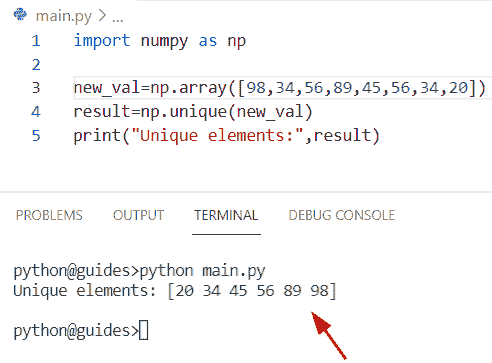 main.py > ...
1 import numpy as np
2
3 new_val=np.array([98,34,56,89,45,56,34,20])
4 result=np.unique(new_val)
5 print("Unique elements:",result)
PROBLEMS OUTPUT TERMINAL DEBUG CONSOLE
python@guides>python main.py
Unique elements: [20 34 45 56 89 98]
python@guides>